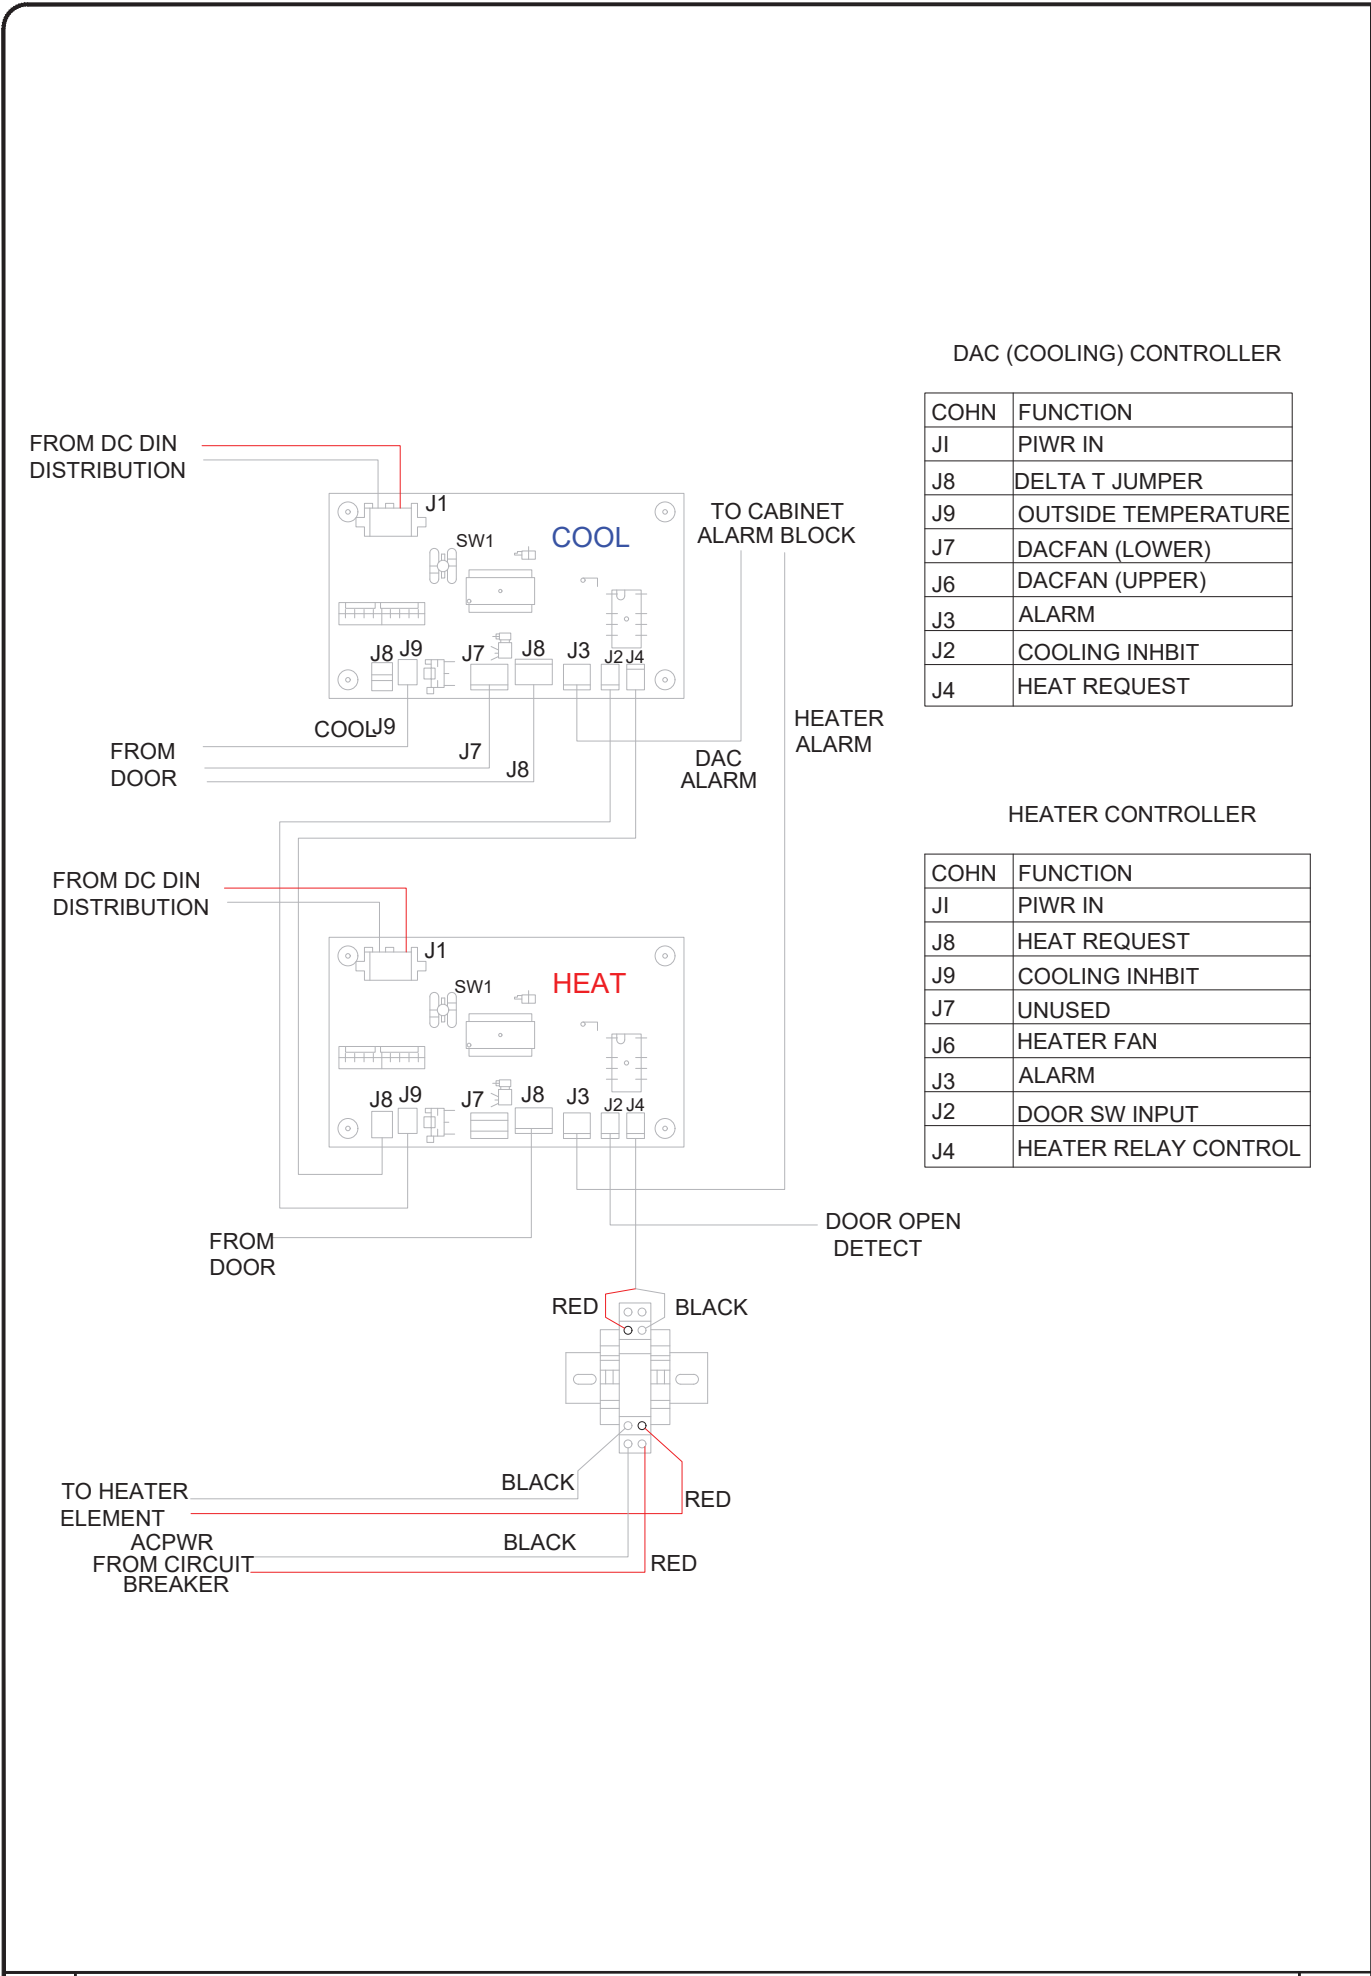 DAC (COOLING) CONTROLLER
COHN FUNCTION
JI PIWR IN
J8 DELTA T JUMPER
J9 OUTSIDE TEMPERATURE
J7 DACFAN (LOWER)
J6 DACFAN (UPPER)
J3 ALARM
J2 COOLING INHBIT
J4 HEAT REQUEST
FROM DC DIN
DISTRIBUTION
J1
SW1
COOL
TO CABINET
ALARM BLOCK
J8 J9 J7 J8 J3 J2 J4
COOL J9
FROM
DOOR
J7
J8
DAC
ALARM
HEATER
ALARM
HEATER CONTROLLER
COHN FUNCTION
JI PIWR IN
J8 HEAT REQUEST
J9 COOLING INHBIT
J7 UNUSED
J6 HEATER FAN
J3 ALARM
J2 DOOR SW INPUT
J4 HEATER RELAY CONTROL
FROM DC DIN
DISTRIBUTION
J1
SW1
HEAT
J8 J9 J7 J8 J3 J2 J4
FROM
DOOR
DOOR OPEN
DETECT
RED
BLACK
BLACK
RED
TO HEATER
ELEMENT
ACPWR
FROM CIRCUIT
BREAKER
BLACK
RED